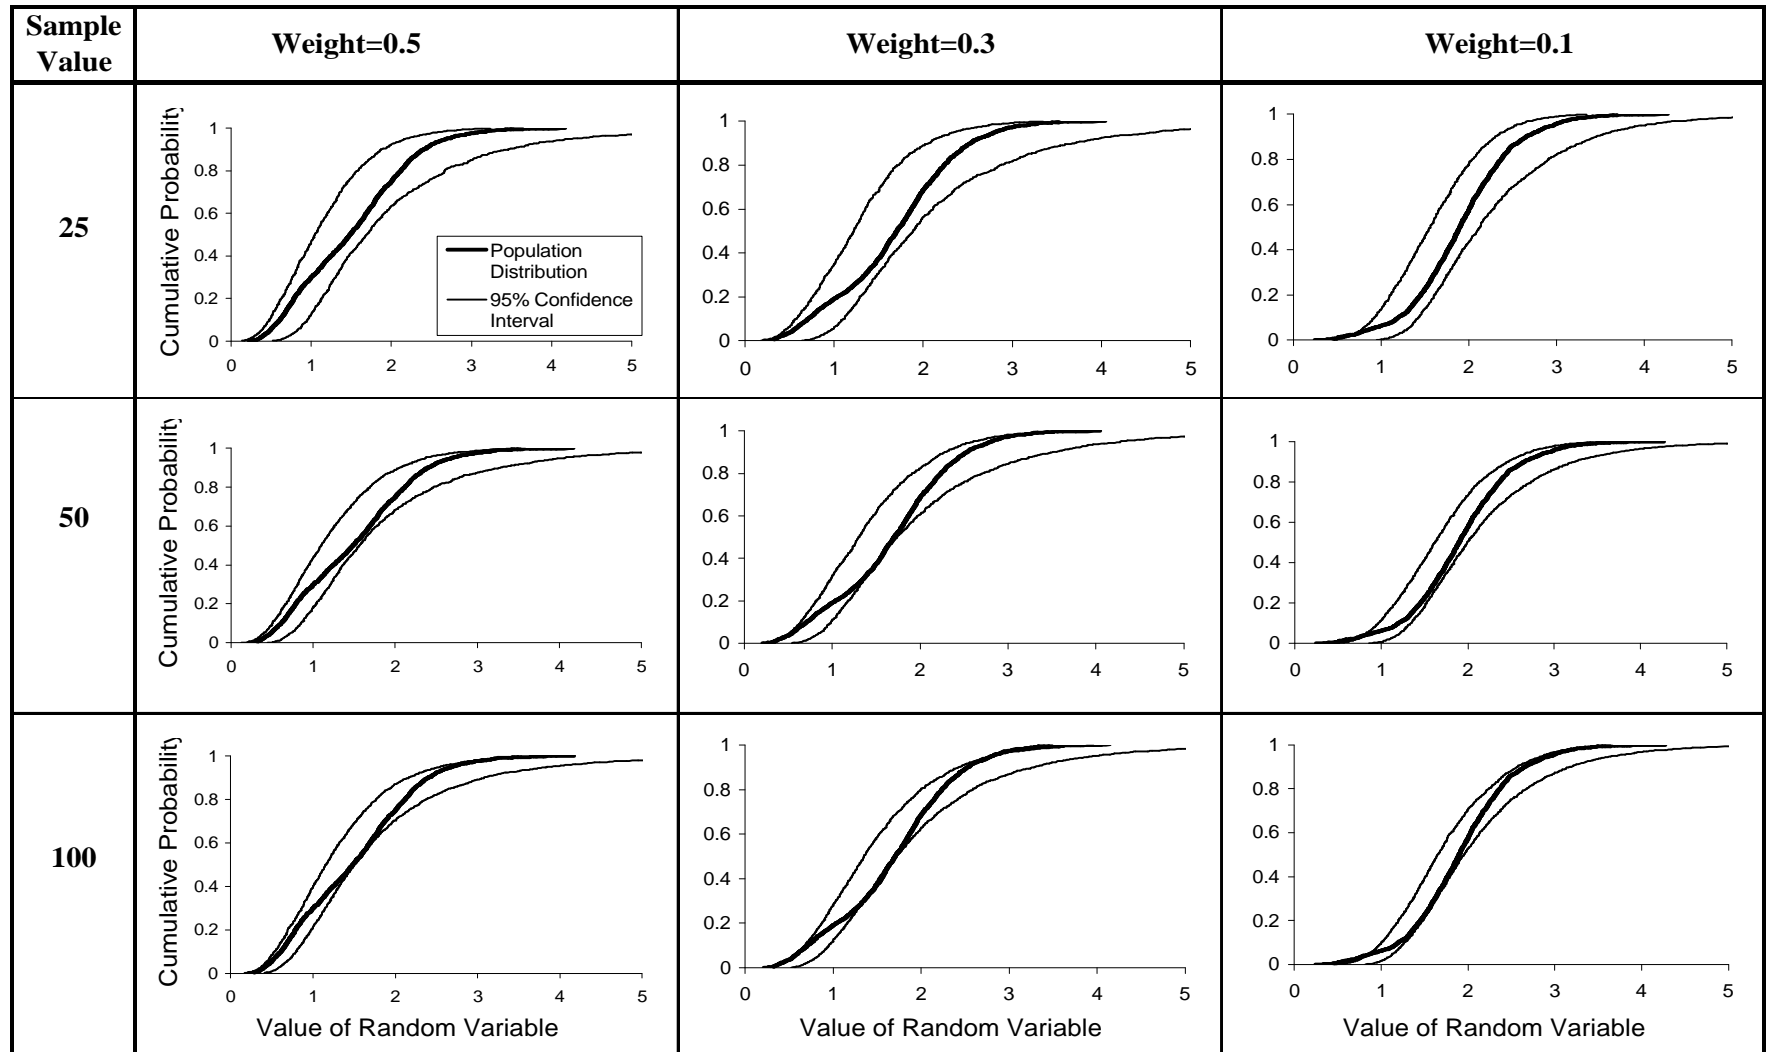 Sample
Value
Weight=0.5
Weight=0.3
Weight=0.1
25
Cumulative Probability
1
0.8
0.6
0.4
0.2
0
0 1 2 3 4 5
Population
Distribution
95% Confidence
Interval
1
0.8
0.6
0.4
0.2
0
0 1 2 3 4 5
1
0.8
0.6
0.4
0.2
0
0 1 2 3 4 5
50
Cumulative Probability
1
0.8
0.6
0.4
0.2
0
0 1 2 3 4 5
1
0.8
0.6
0.4
0.2
0
0 1 2 3 4 5
1
0.8
0.6
0.4
0.2
0
0 1 2 3 4 5
100
Cumulative Probability
1
0.8
0.6
0.4
0.2
0
0 1 2 3 4 5
Value of Random Variable
1
0.8
0.6
0.4
0.2
0
0 1 2 3 4 5
Value of Random Variable
1
0.8
0.6
0.4
0.2
0
0 1 2 3 4 5
Value of Random Variable